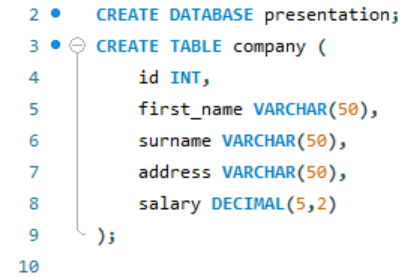 2 CREATE DATABASE presentation;
3 CREATE TABLE company (
4 id INT,
5 first_name VARCHAR(50),
6 surname VARCHAR(50),
7 address VARCHAR(50),
8 salary DECIMAL(5,2)
9 );
10